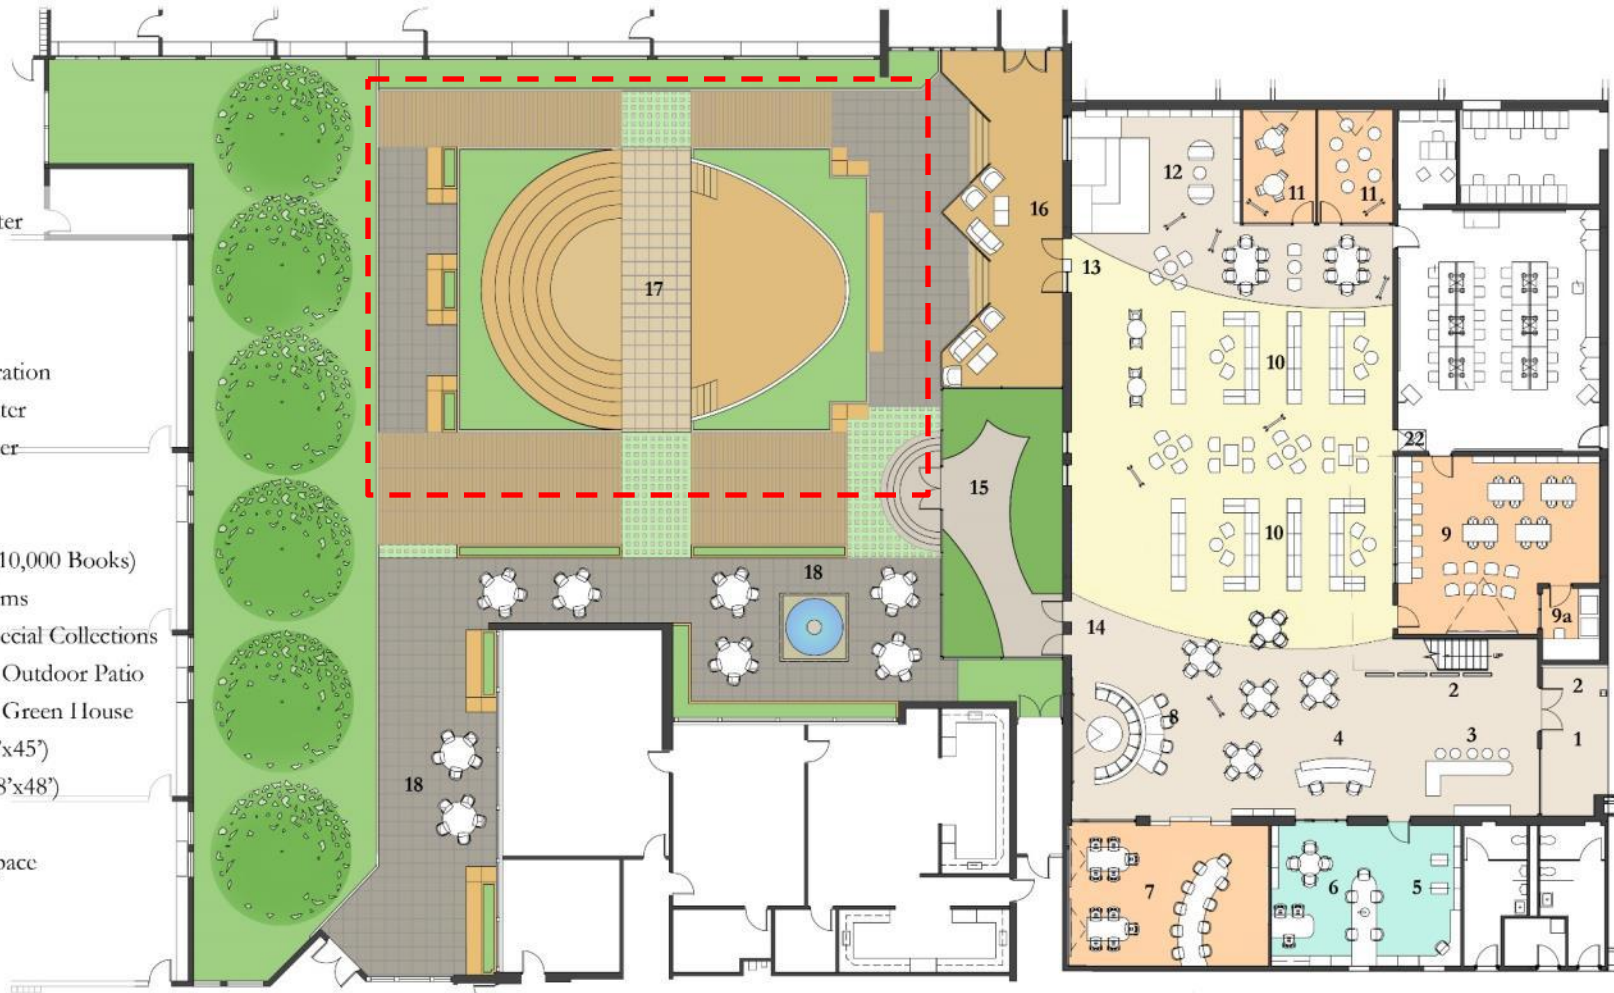 ter
ration
ter
er
10,000 Books)
ms
ecial Collections
Outdoor Patio
Green House
'x45')
8'x48')
pace
12
11
11
16
13
17
10
22
15
10
9
18
9a
14
2
2
8
4
3
1
18
7
6
5